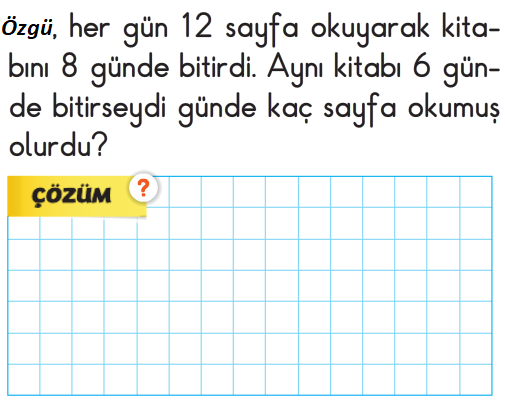 Özgü, her gün 12 sayfa okuyarak kita-
bını 8 günde bitirdi. Aynı kitabı 6 gün-
de bitirseydi günde kaç sayfa okumuş
olurdu?
ÇÖZÜM ?